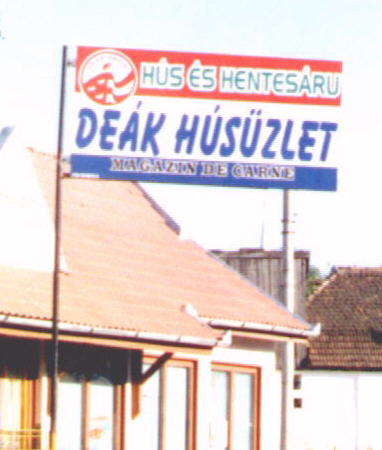 HÚS ÉS HENTESÁRU
DEÁK HÚSÜZLET
MAGAZIN DE CARNE